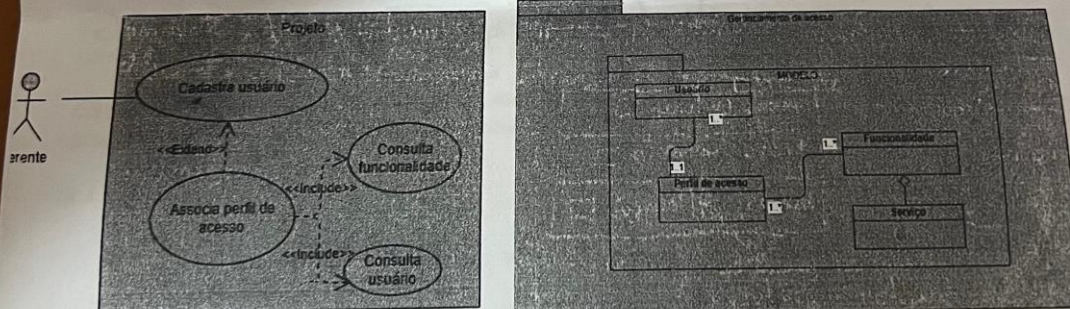 Projeto
Cadastra usuário
<<Extend>>
erente
Consulta
funcionalidade
<<Include>>
Associa perfil de
acesso
<<Include>>
Consulta
usuário
Gerenciamento de acesso
MODELO
Usuário
1..*
1..1
Perfil de acesso
1..*
1..*
Funcionalidade
Serviço